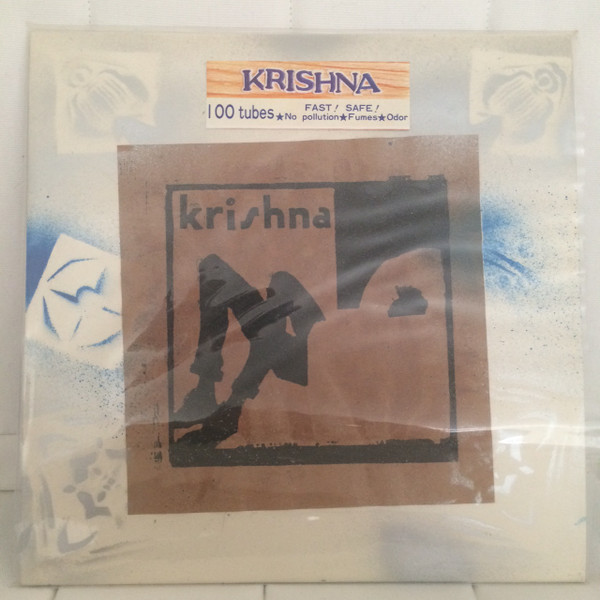 KRISHNA
100 tubes★No pollution★Fumes★Odor
FAST! SAFE!
krishna